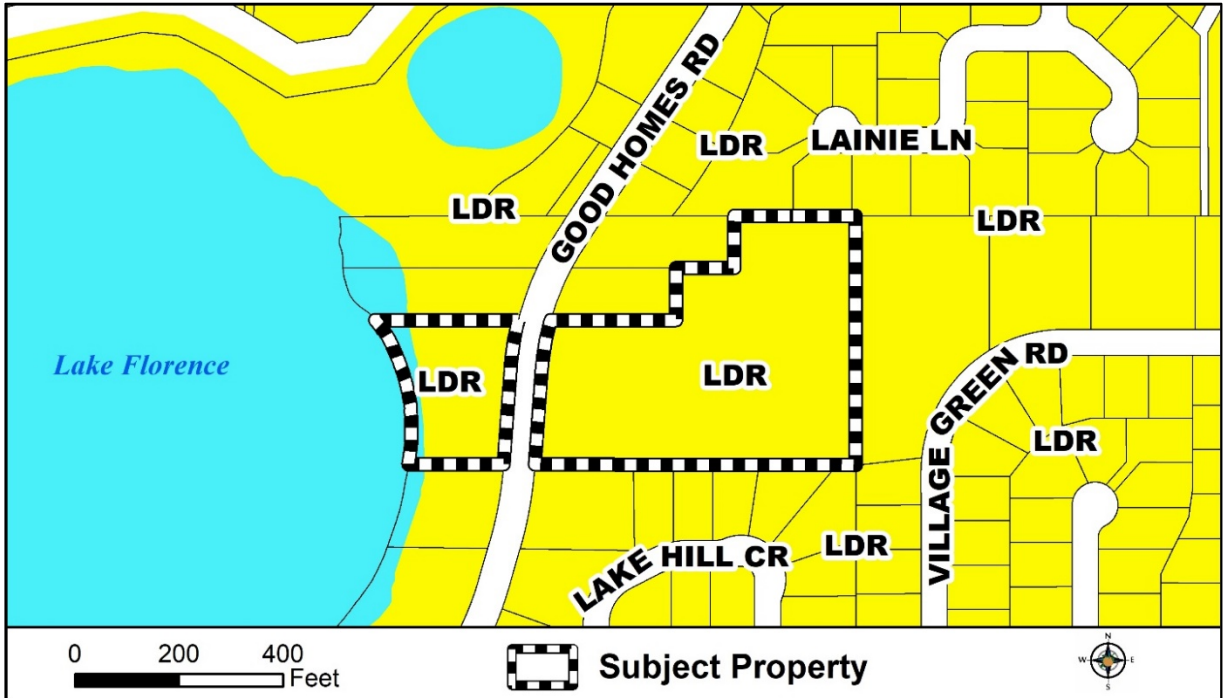 GOOD HOMES RD
LDR
LAINIE LN
LDR
LDR
Lake Florence
LDR
LDR
VILLAGE GREEN RD
LDR
LAKE HILL CR
LDR
0 200 400
Feet
Subject Property
N
W E
S